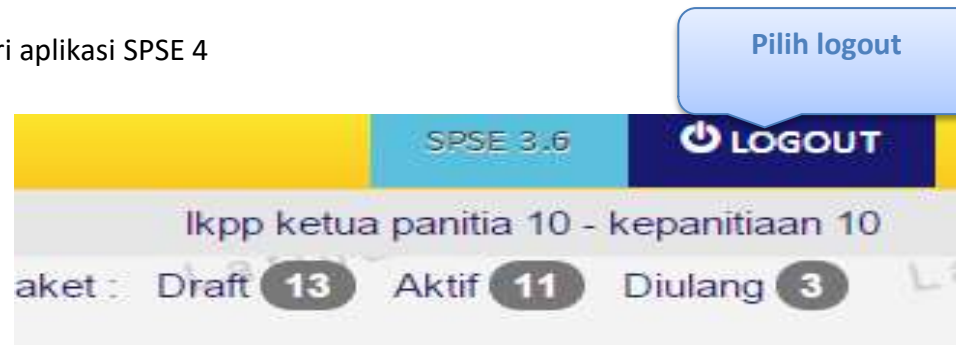 ri aplikasi SPSE 4
Pilih logout
SPSE 3.6
LOGOUT
lkpp ketua panitia 10 - kepanitiaan 10
aket : Draft 13 Aktif 11 Diulang 3